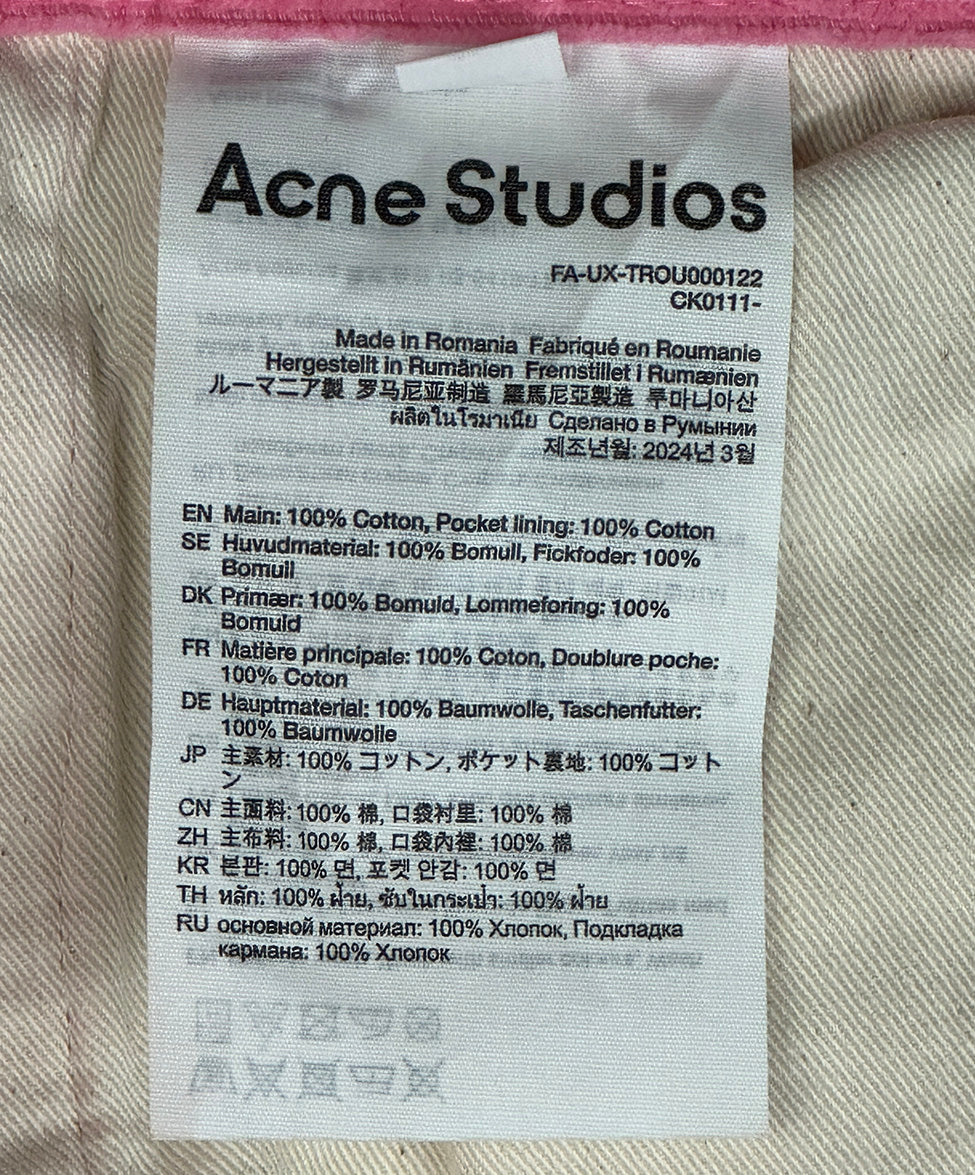 Acne Studios
FA-UX-TROU000122
CK0111-
Made in Romania Fabriqué en Roumanie
Hergestellt in Rumänien Fremstillet i Rumænien
ルーマニア製 罗马尼亚制造 羅馬尼亞製造 루마니아산
ผลิตในโรมาเนีย Сделано в Румынии
제조년월: 2024년 3월
EN Main: 100% Cotton, Pocket lining: 100% Cotton
SE Huvudmaterial: 100% Bomull, Fickfoder: 100%
Bomull
DK Primær: 100% Bomuld, Lommeforing: 100%
Bomuld
FR Matière principale: 100% Coton, Doublure poche:
100% Coton
DE Hauptmaterial: 100% Baumwolle, Taschenfutter:
100% Baumwolle
JP 主素材: 100% コットン, ポケット裏地: 100% コット
ン
CN 主面料: 100% 棉, 口袋衬里: 100% 棉
ZH 主布料: 100% 棉, 口袋內裡: 100% 棉
KR 본판: 100% 면, 포켓 안감: 100% 면
TH หลัก: 100% ฝ้าย, ซับในกระเป๋า: 100% ฝ้าย
RU основной материал: 100% Хлопок, Подкладка
кармана: 100% Хлопок